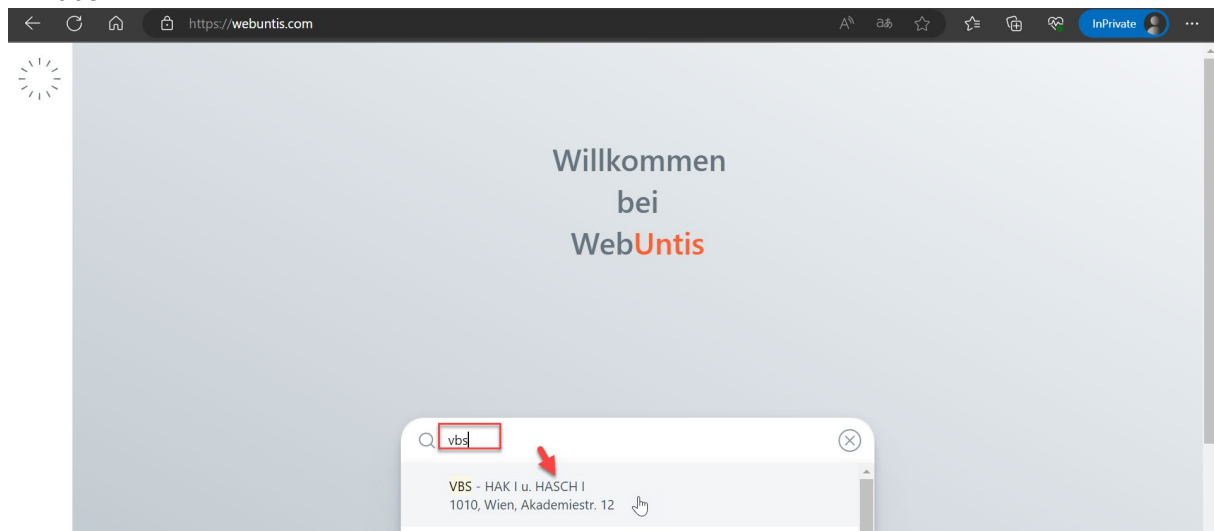 https://webuntis.com
InPrivate
Willkommen
bei
WebUntis
vbs
VBS - HAK I u. HASCH I
1010, Wien, Akademiestr. 12